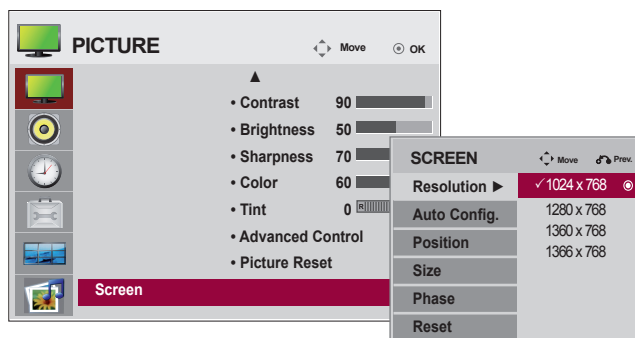 PICTURE
Move
OK
▲
• Contrast 90
• Brightness 50
• Sharpness 70
• Color 60
• Tint 0 R
• Advanced Control
• Picture Reset
Screen
SCREEN
Move
Prev.
Resolution ►
✓1024 x 768
1280 x 768
1360 x 768
1366 x 768
Auto Config.
Position
Size
Phase
Reset